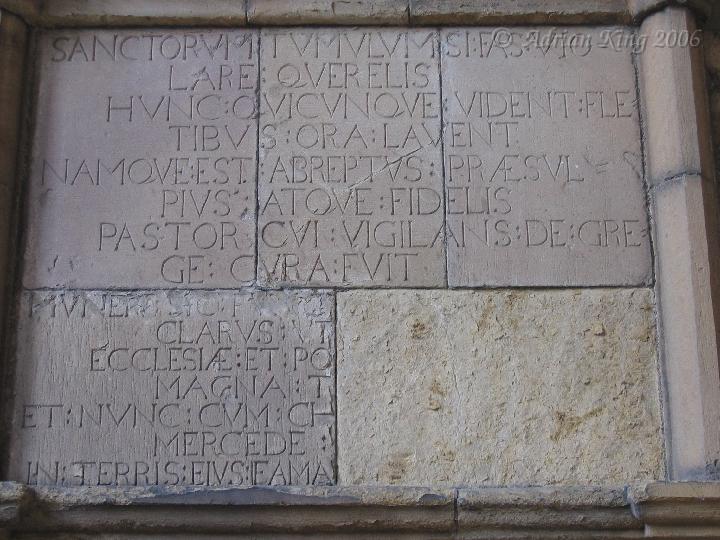 © Adrian King 2006
SANCTORVM TVMVLVM SI FAS
LARE: QVERELIS
HVNC: QVICVNQVE: VIDENT: FLE
TIBVS: ORA: LAVENT.
NAMQVE: EST: ABREPTVS: PRÆSVL
PIVS: ATQVE: FIDELIS
PASTOR: CVI: VIGILANS: DE: GRE
GE: CVRA: FVIT
CLARVS: VT
ECCLESIÆ: ET: PO
MAGNA: T
ET: NVNC: CVM: CH
MERCEDE:
IN: TERRIS: EIVS: FAMA